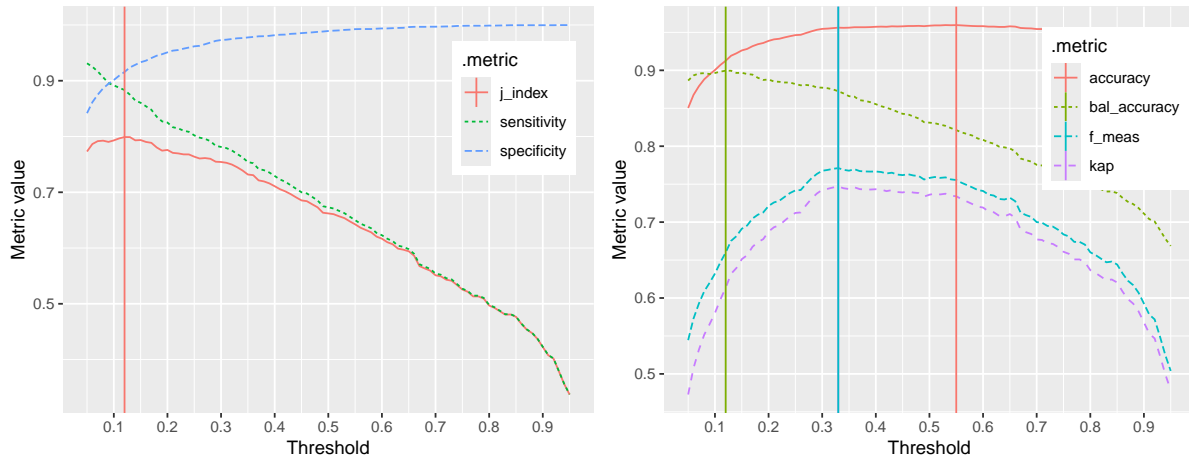 0.9
0.7
0.5
Metric value
0.1 0.2 0.3 0.4 0.5 0.6 0.7 0.8 0.9
Threshold
.metric
j_index
sensitivity
specificity
0.9
0.8
0.7
0.6
0.5
Metric value
0.1 0.2 0.3 0.4 0.5 0.6 0.7 0.8 0.9
Threshold
.metric
accuracy
bal_accuracy
f_meas
kap